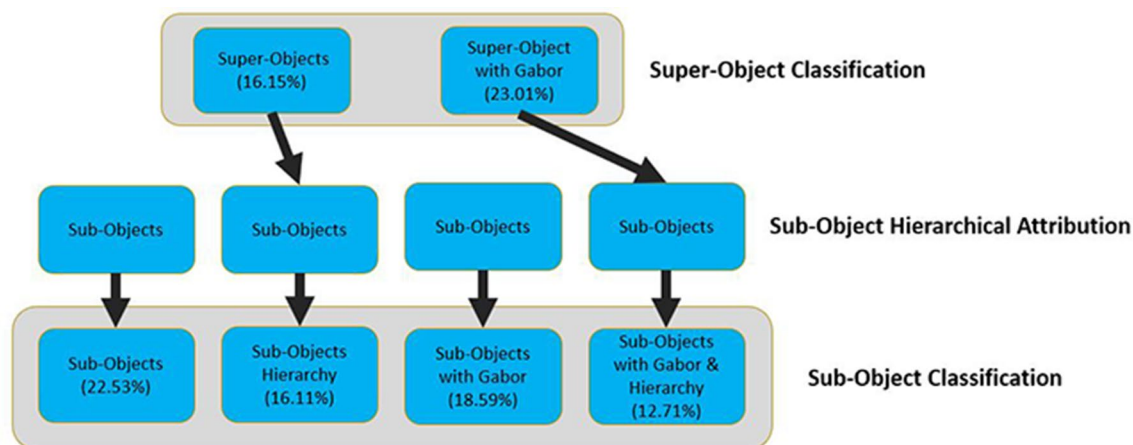 Super-Objects
(16.15%)
Super-Object
with Gabor
(23.01%)
Super-Object Classification
Sub-Objects
Sub-Objects
Sub-Objects
Sub-Objects
Sub-Object Hierarchical Attribution
Sub-Objects
(22.53%)
Sub-Objects
Hierarchy
(16.11%)
Sub-Objects
with Gabor
(18.59%)
Sub-Objects
with Gabor &
Hierarchy
(12.71%)
Sub-Object Classification